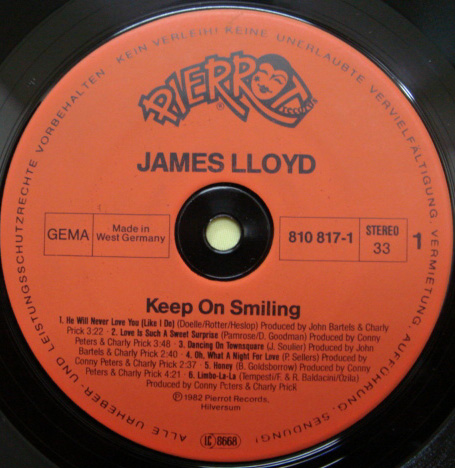 PIERROT
records
®
JAMES LLOYD
GEMA
Made in
West Germany
810 817-1
STEREO
33
1
Keep On Smiling
1. He Will Never Love You (Like I Do) (Doelle/Rotter/Heslop) Produced by John Bartels & Charly
Prick 3:22 · 2. Love Is Such A Sweet Surprise (Pamrose/D. Goodman) Produced by Conny
Peters & Charly Prick 3:48 · 3. Dancing On Townsquare (J. Soulier) Produced by John
Bartels & Charly Prick 2:40 · 4. Oh, What A Night For Love (P. Sellers) Produced by Conny
Peters & Charly Prick 2:37 · 5. Honey (B. Goldsborrow) Produced by Conny
Peters & Charly Prick 4:21 · 6. Limbo-La-La (Tempesti/F. & R. Baldacini/Ozila)
Produced by Conny Peters & Charly Prick
Ⓟ 1982 Pierrot Records,
Hilversum
LC 8668
ALLE URHEBER- UND LEISTUNGSSCHUTZRECHTE VORBEHALTEN · KEIN VERLEIH! KEINE UNERLAUBTE VERVIELFÄLTIGUNG, VERMIETUNG, AUFFÜHRUNG, SENDUNG!